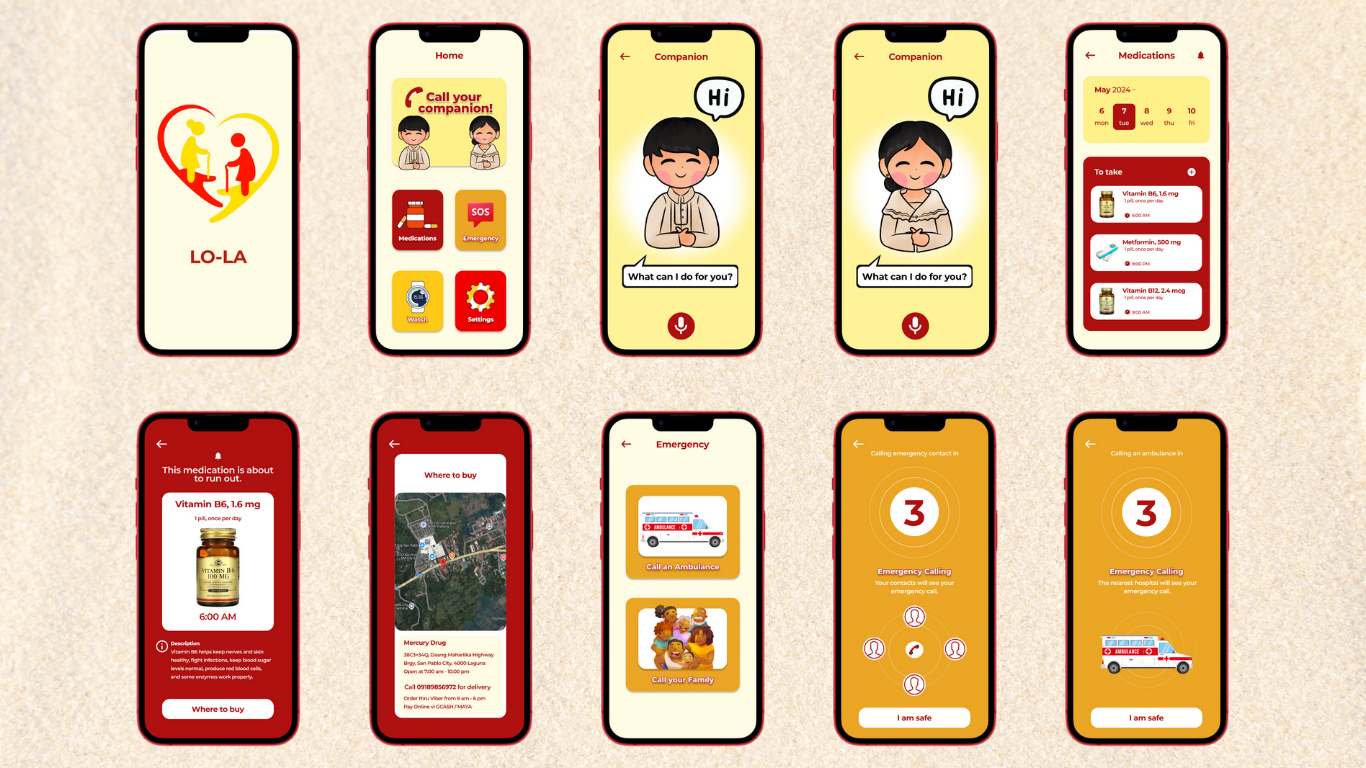 LO-LA
Home
Call your
companion!
Medications
SOS
Emergency
Watch
Settings
Companion
Hi
What can I do for you?
Companion
Hi
What can I do for you?
Medications
May 2024 -
6 7 8 9 10
mon tue wed thu fri
To take
Vitamin B6, 1.6 mg
1 pill, once per day
6:00 AM
Metformin, 500 mg
1 pill, once per day
Vitamin B12, 2.4 mcg
1 pill, once per day
9:00 AM
This medication is about
to run out.
Vitamin B6, 1.6 mg
1 pill, once per day
VITAMIN B6
100 MG
6:00 AM
Description
Vitamin B6 helps keep nerves and skin
healthy, fight infections, keep blood sugar
levels normal, produce red blood cells,
and some enzymes work properly.
Where to buy
Where to buy
Mercury Drug
38C3+34Q, Daang Maharlika Highway
Brgy, San Pablo City, 4000 Laguna
Open at 7:00 am - 10:00 pm
Call 09189856972 for delivery
Order thru Viber from 9 am - 6 pm
Pay Online vi GCASH / MAYA.
Emergency
AMBULANCE
Call an Ambulance
Call your Family
Calling emergency contact in
3
Emergency Calling
Your contacts will see your
emergency call.
I am safe
Calling an ambulance in
3
Emergency Calling
The nearest hospital will see your
emergency call.
AMBULANCE
I am safe